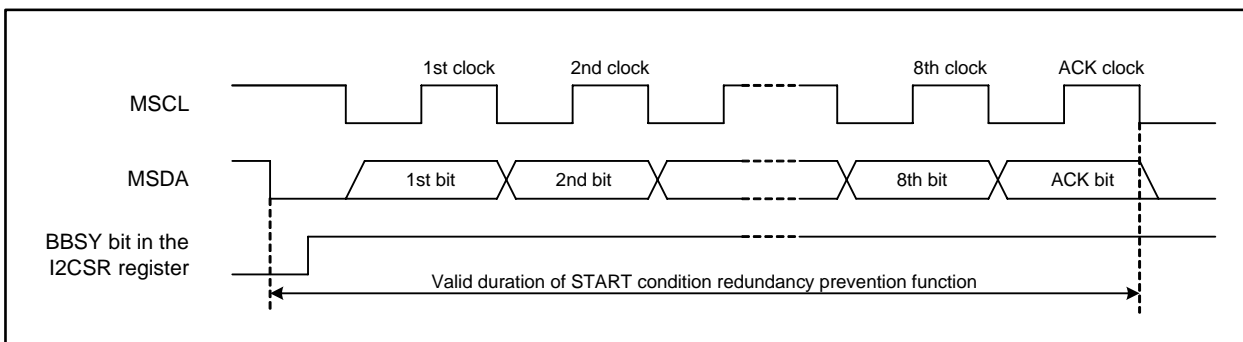 1st clock
2nd clock
8th clock
ACK clock
MSCL
MSDA
1st bit
2nd bit
8th bit
ACK bit
BBSY bit in the
I2CSR register
Valid duration of START condition redundancy prevention function